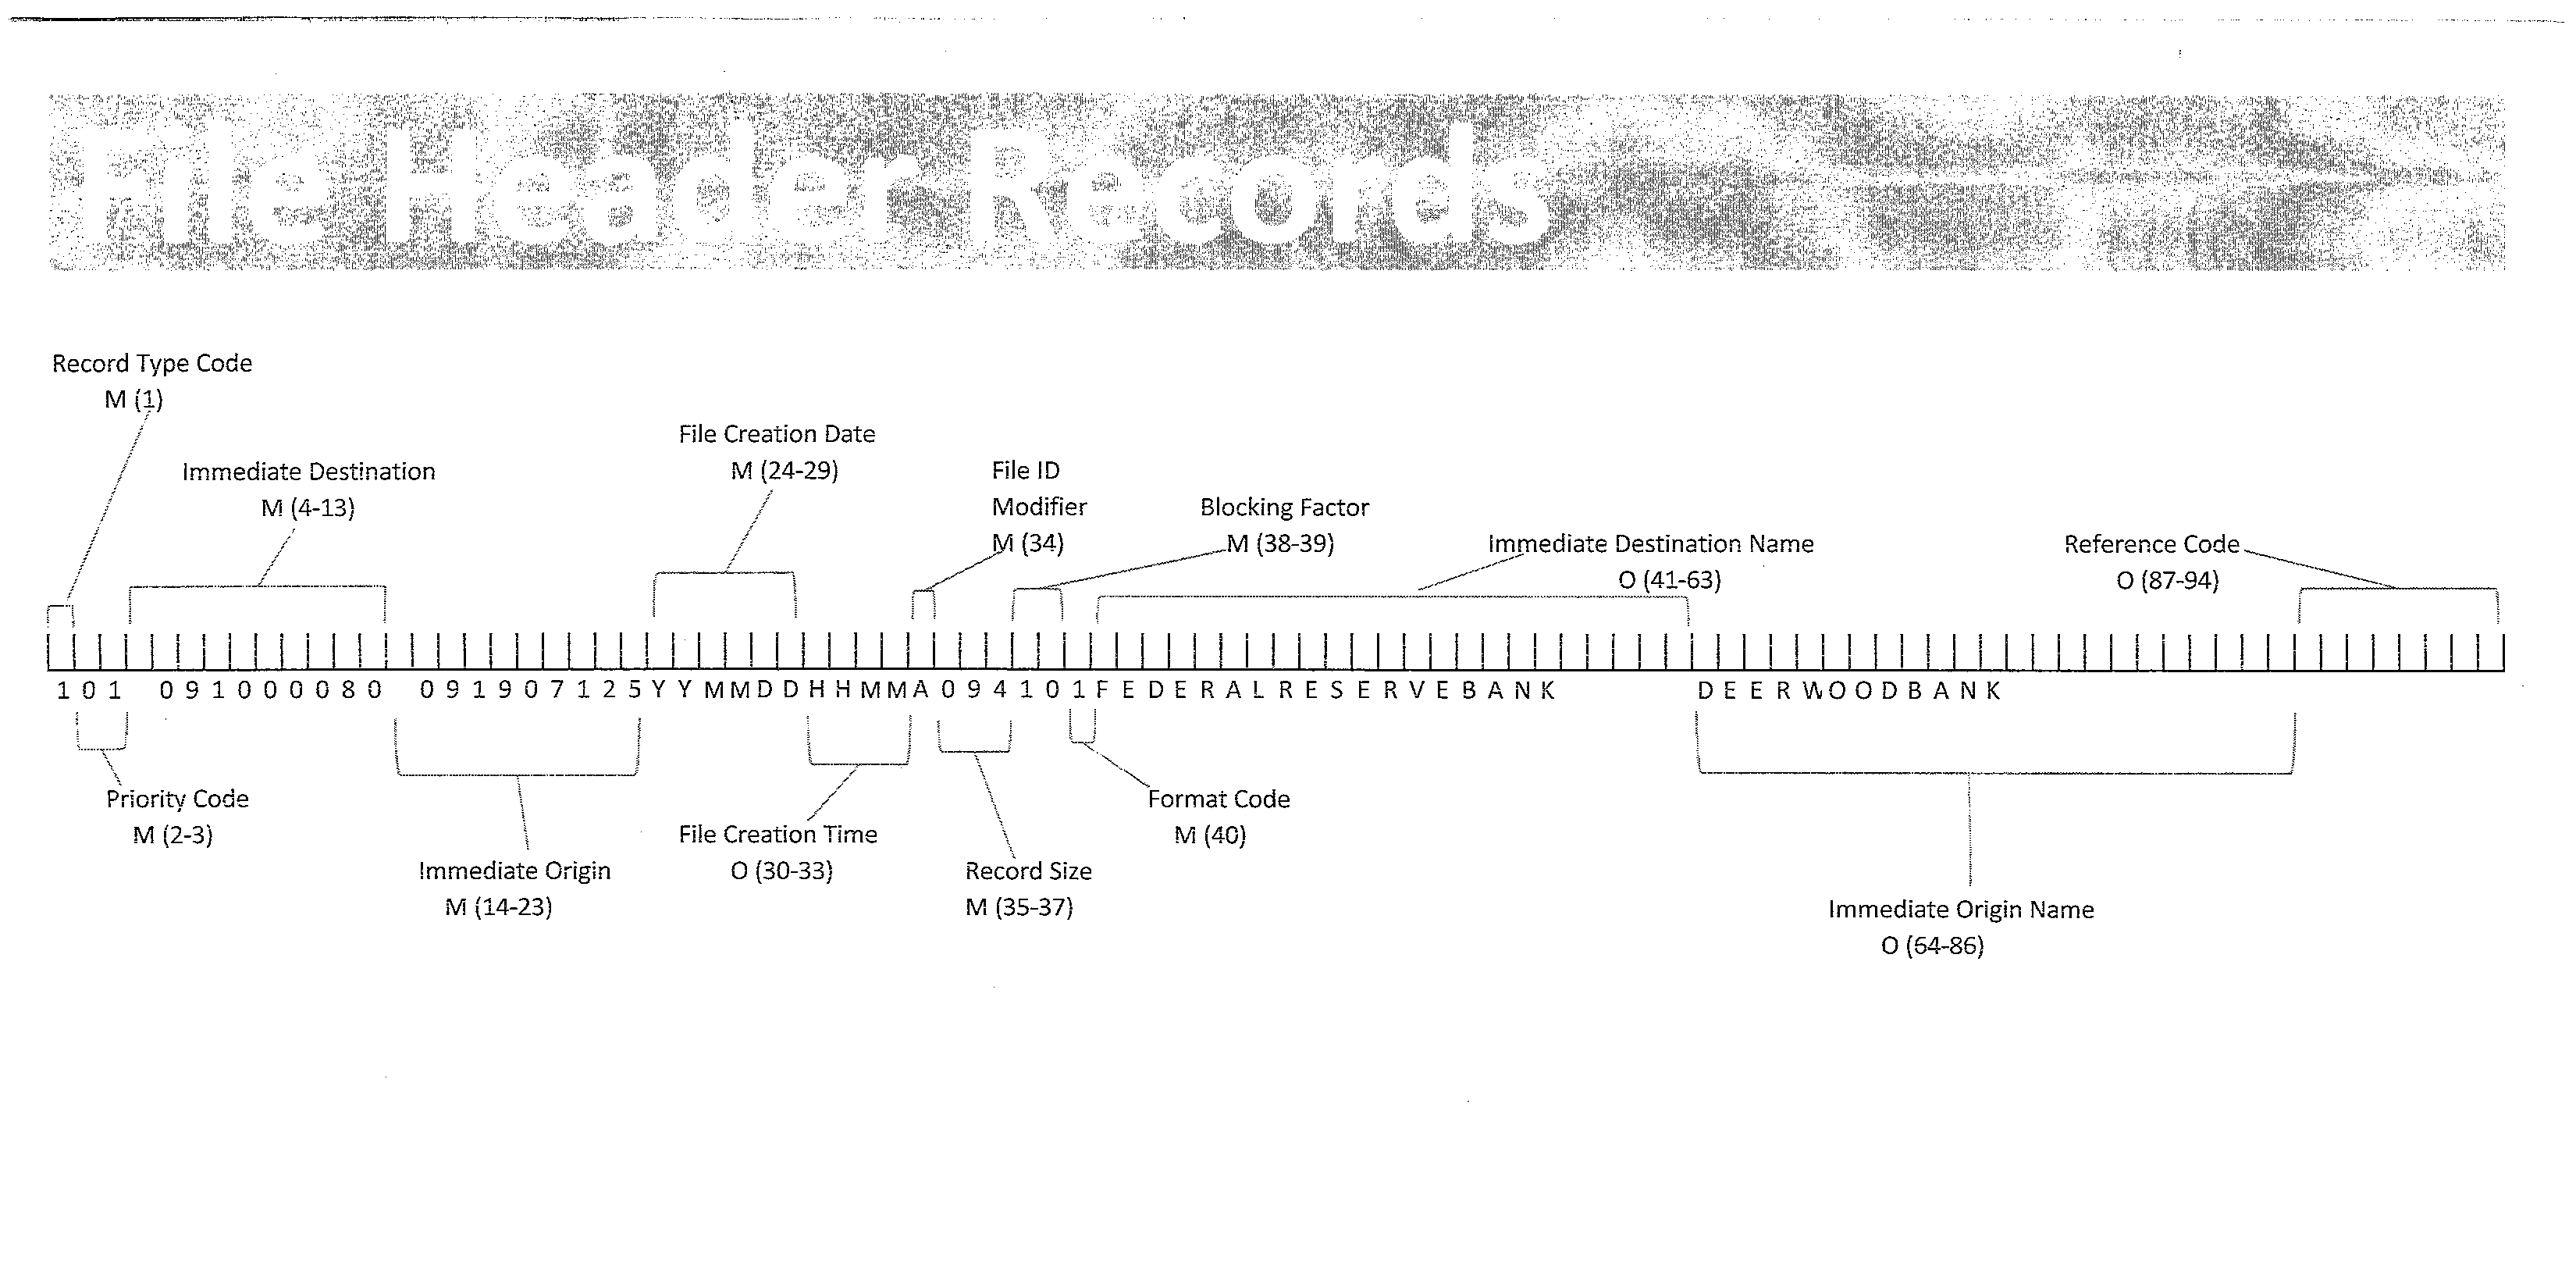 File Header Records
Record Type Code
M (1)
Immediate Destination
M (4-13)
File Creation Date
M (24-29)
File ID
Modifier
M (34)
Blocking Factor
M (38-39)
Immediate Destination Name
O (41-63)
Reference Code
O (87-94)
1 0 1 0 9 1 0 0 0 0 8 0 0 9 1 9 0 7 1 2 5 Y Y M M D D H H M M A 0 9 4 1 0 1 F E D E R A L R E S E R V E B A N K D E E R W O O D B A N K
Priority Code
M (2-3)
Immediate Origin
M (14-23)
File Creation Time
O (30-33)
Record Size
M (35-37)
Format Code
M (40)
Immediate Origin Name
O (64-86)